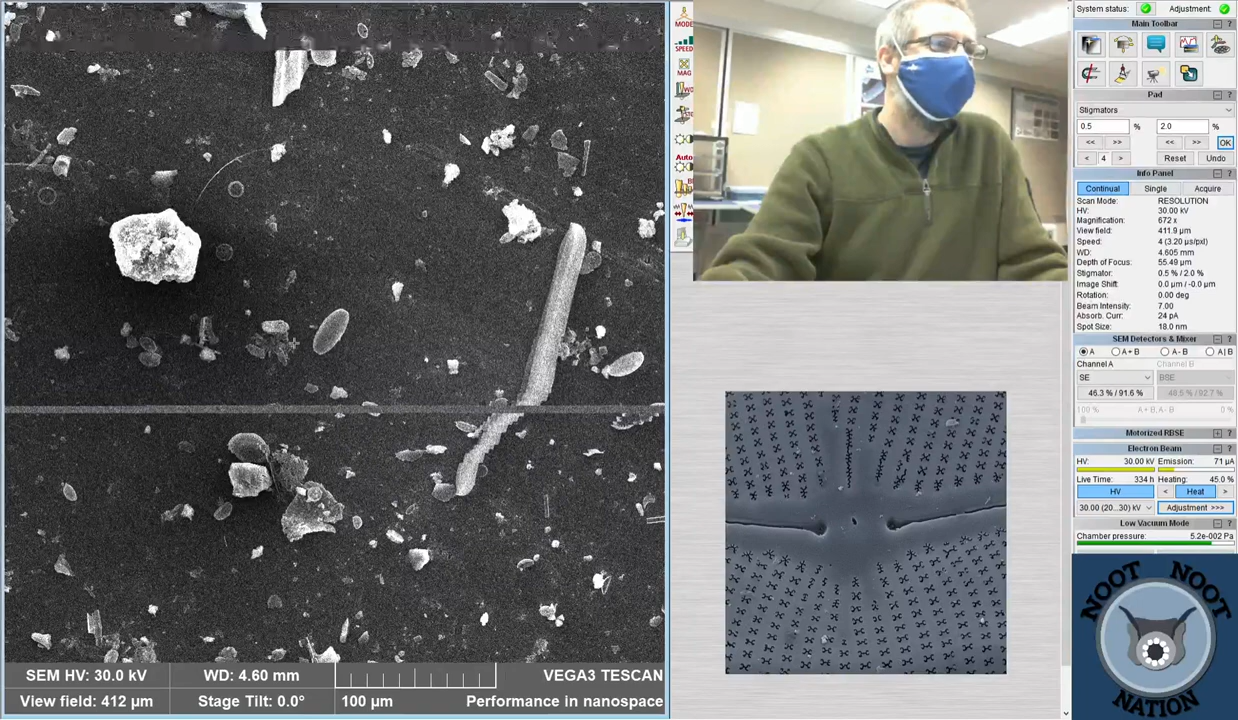 System status: Adjustment:
Main Toolbar
MODE
SPEED
MAG
WD
Auto
Pad
Stigmators
0.5 % 2.0 %
<< >> << >> OK
< 4 > Reset Undo
Info Panel
Continual Single Acquire
Scan Mode: RESOLUTION
HV: 30.00 kV
Magnification: 672 x
View field: 411.9 µm
Speed: 4 (3.20 µs/pxl)
WD: 4.605 mm
Depth of Focus: 55.49 µm
Stigmator: 0.5 % / 2.0 %
Image Shift: 0.0 µm / -0.0 µm
Rotation: 0.00 deg
Beam Intensity: 7.00
Absorb. Curr: 24 pA
Spot Size: 18.0 nm
SEM Detectors & Mixer
A A + B A - B A | B
Channel A Channel B
SE BSE
46.3 % / 91.6 % 48.5 % / 92.7 %
100 % A + B, A - B 0 %
Motorized RBSE
Electron Beam
HV: 30.00 kV Emission: 71 µA
Live Time: 334 h Heating: 45.0 %
HV < Heat >
30.00 (20...30) kV Adjustment >>>
Low Vacuum Mode
Chamber pressure: 5.2e-002 Pa
NOOT NOOT
NATION
SEM HV: 30.0 kV WD: 4.60 mm VEGA3 TESCAN
View field: 412 µm Stage Tilt: 0.0° 100 µm Performance in nanospace